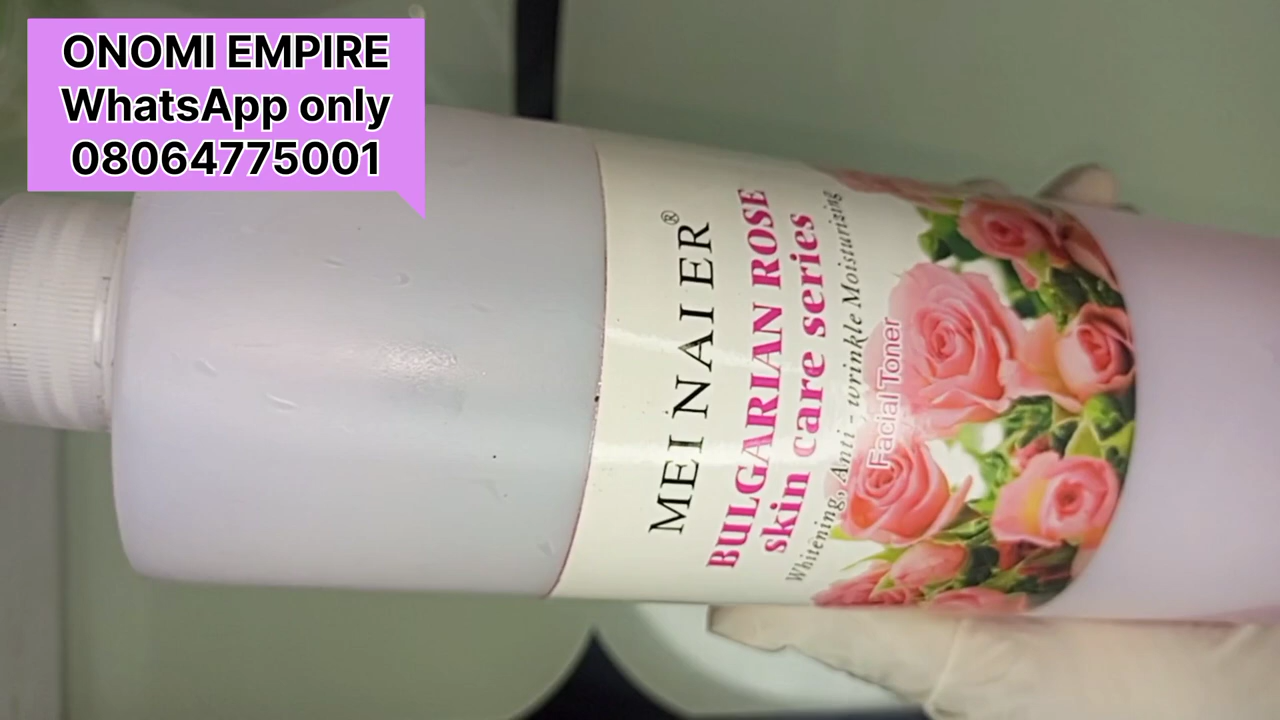 ONOMI EMPIRE
WhatsApp only
08064775001
MEINAIER®
BULGARIAN ROSE
skin care series
Whitening, Anti-wrinkle Moisturizing
Facial Toner